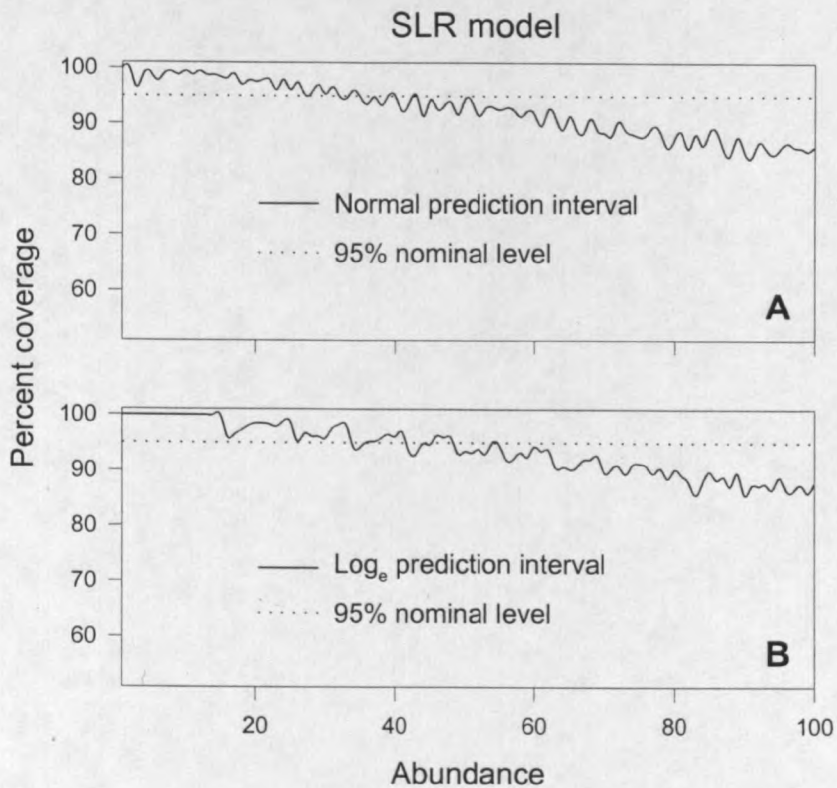 SLR model
Percent coverage
100
90
80
70
60
Normal prediction interval
95% nominal level
A
100
90
80
70
60
Logₑ prediction interval
95% nominal level
B
20
40
60
80
100
Abundance